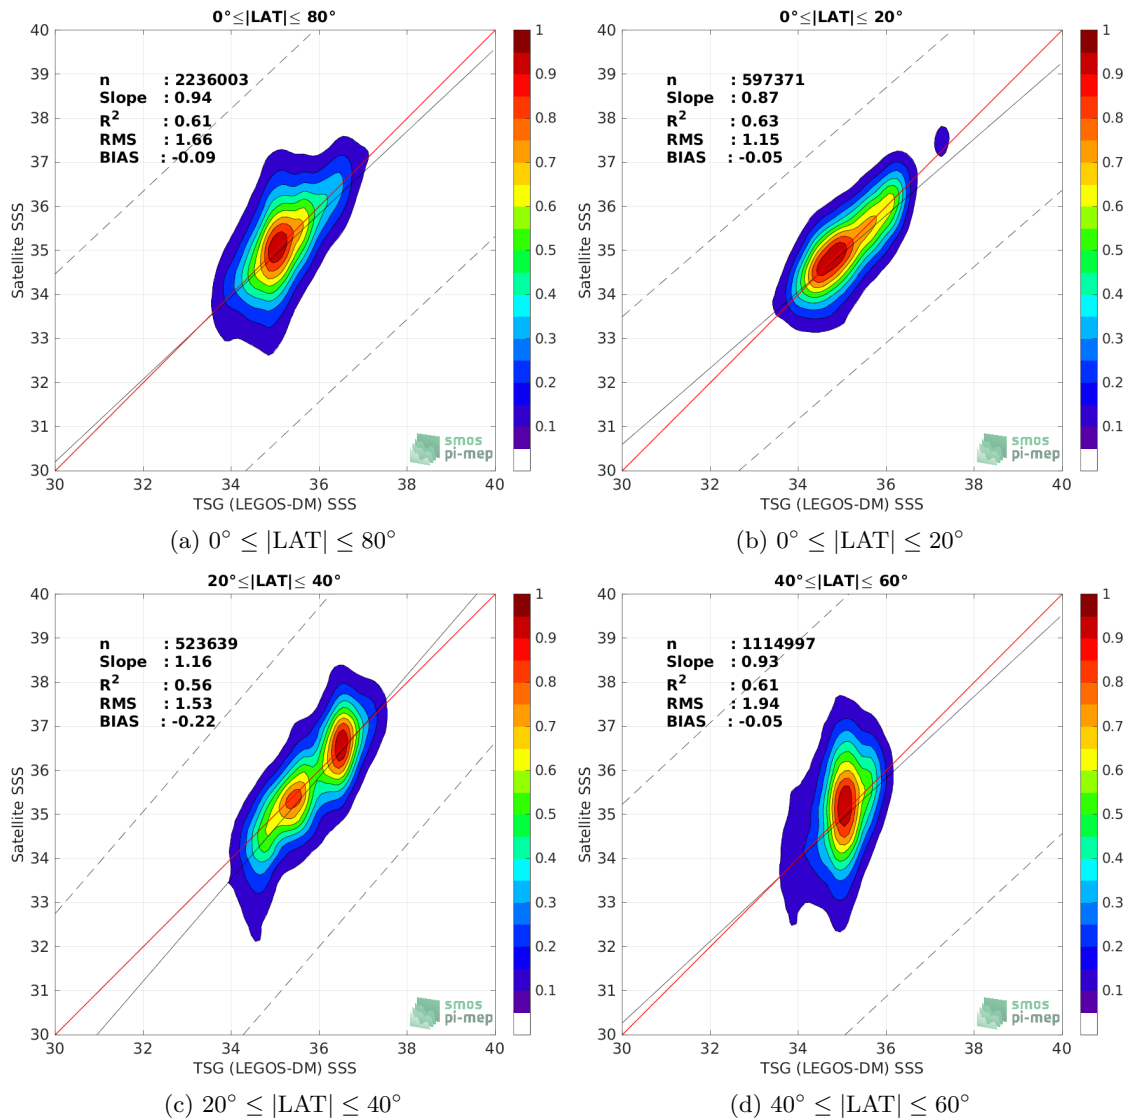 0°≤|LAT|≤ 80°
n : 2236003
Slope : 0.94
R² : 0.61
RMS : 1.66
BIAS : -0.09
40
39
38
37
36
35
34
33
32
31
30
Satellite SSS
30 32 34 36 38 40
TSG (LEGOS-DM) SSS
1
0.9
0.8
0.7
0.6
0.5
0.4
0.3
0.2
0.1
smos
pi-mep
(a) 0° ≤ |LAT| ≤ 80°
0°≤|LAT|≤ 20°
n : 597371
Slope : 0.87
R² : 0.63
RMS : 1.15
BIAS : -0.05
40
39
38
37
36
35
34
33
32
31
30
Satellite SSS
30 32 34 36 38 40
TSG (LEGOS-DM) SSS
1
0.9
0.8
0.7
0.6
0.5
0.4
0.3
0.2
0.1
smos
pi-mep
(b) 0° ≤ |LAT| ≤ 20°
20°≤|LAT|≤ 40°
n : 523639
Slope : 1.16
R² : 0.56
RMS : 1.53
BIAS : -0.22
40
39
38
37
36
35
34
33
32
31
30
Satellite SSS
30 32 34 36 38 40
TSG (LEGOS-DM) SSS
1
0.9
0.8
0.7
0.6
0.5
0.4
0.3
0.2
0.1
smos
pi-mep
(c) 20° ≤ |LAT| ≤ 40°
40°≤|LAT|≤ 60°
n : 1114997
Slope : 0.93
R² : 0.61
RMS : 1.94
BIAS : -0.05
40
39
38
37
36
35
34
33
32
31
30
Satellite SSS
30 32 34 36 38 40
TSG (LEGOS-DM) SSS
1
0.9
0.8
0.7
0.6
0.5
0.4
0.3
0.2
0.1
smos
pi-mep
(d) 40° ≤ |LAT| ≤ 60°